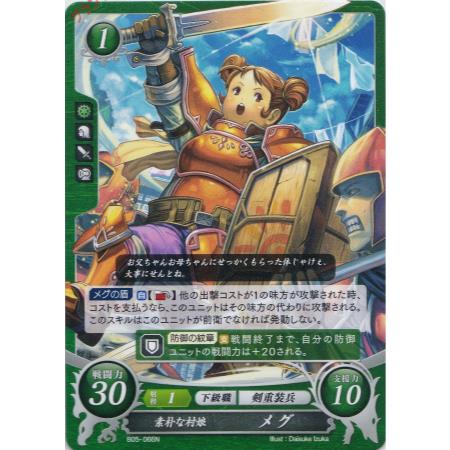 1
お父ちゃんお母ちゃんにせっかくもらった体じゃけぇ、
大事にせんとね。
メグの盾 自 【】他の出撃コストが1の味方が攻撃された時、
コストを支払うなら、このユニットはその味方の代わりに攻撃される。
このスキルはこのユニットが前衛でなければ発動しない。
防御の紋章 支 戦闘終了まで、自分の防御
ユニットの戦闘力は+20される。
戦闘力
30
射程 1 下級職 剣重装兵
支援力
10
素朴な村娘 メグ
B05-066N
Illust : Daisuke Izuka